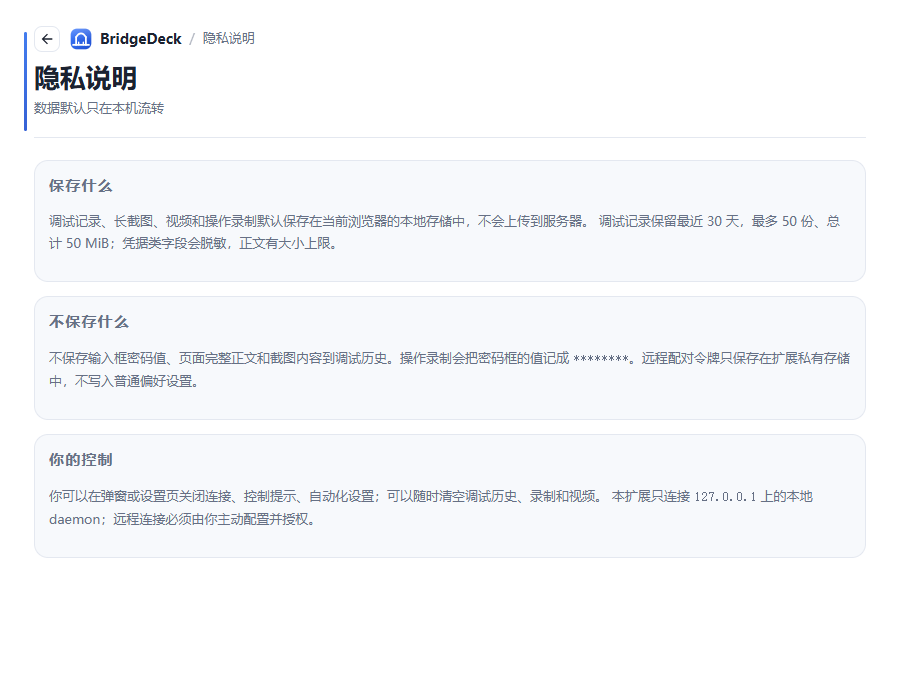 BridgeDeck / 隐私说明
隐私说明
数据默认只在本机流转
保存什么
调试记录、长截图、视频和操作录制默认保存在当前浏览器的本地存储中，不会上传到服务器。 调试记录保留最近 30 天，最多 50 份、总
计 50 MiB；凭据类字段会脱敏，正文有大小上限。
不保存什么
不保存输入框密码值、页面完整正文和截图内容到调试历史。操作录制会把密码框的值记成 ********。远程配对令牌只保存在扩展私有存储
中，不写入普通偏好设置。
你的控制
你可以在弹窗或设置页关闭连接、控制提示、自动化设置；可以随时清空调试历史、录制和视频。 本扩展只连接 127.0.0.1 上的本地
daemon；远程连接必须由你主动配置并授权。